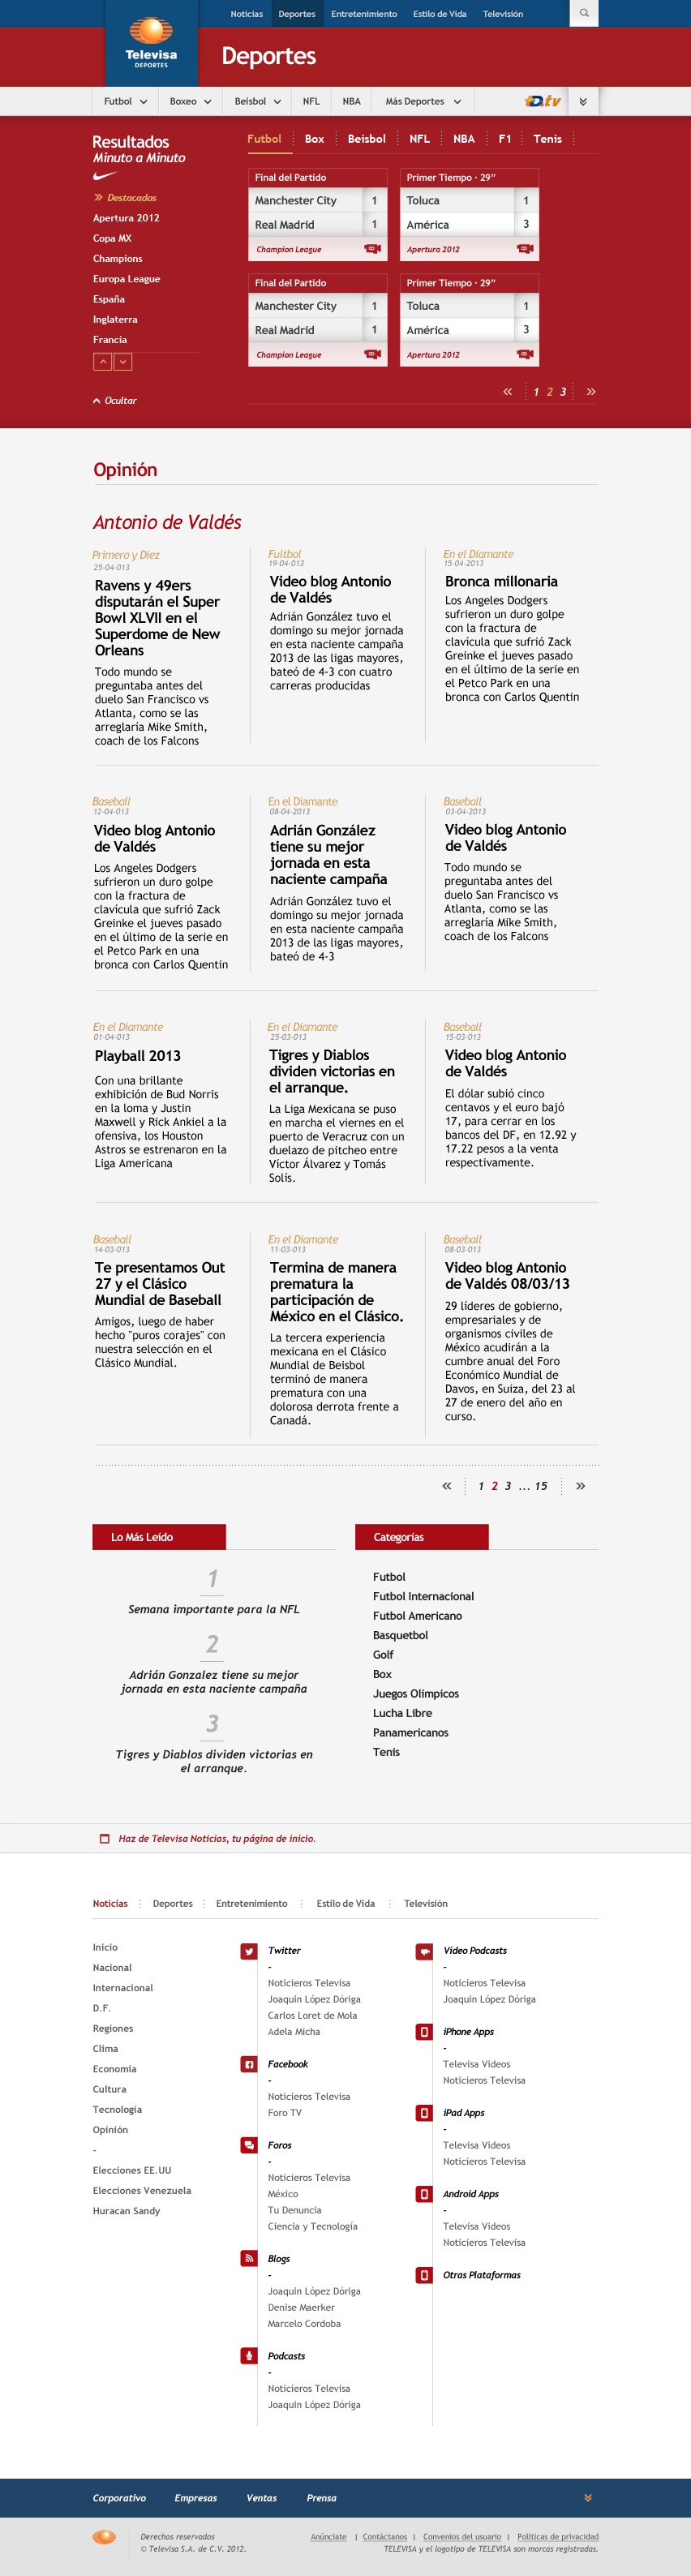 Noticias Deportes Entretenimiento Estilo de Vida Televisión
Televisa
DEPORTES
Deportes
Futbol Boxeo Beisbol NFL NBA Más Deportes tD.tv
Resultados
Minuto a Minuto
Destacados
Apertura 2012
Copa MX
Champions
Europa League
España
Inglaterra
Francia
Ocultar
Futbol Box Beisbol NFL NBA F1 Tenis
Final del Partido
Manchester City 1
Real Madrid 1
Champion League
Primer Tiempo · 29”
Toluca 1
América 3
Apertura 2012
Final del Partido
Manchester City 1
Real Madrid 1
Champion League
Primer Tiempo · 29”
Toluca 1
América 3
Apertura 2012
« 1 2 3 »
Opinión
Antonio de Valdés
Primero y Diez
25-04-013
Ravens y 49ers
disputarán el Super
Bowl XLVII en el
Superdome de New
Orleans
Todo mundo se
preguntaba antes del
duelo San Francisco vs
Atlanta, como se las
arreglaría Mike Smith,
coach de los Falcons
Fultbol
19-04-013
Video blog Antonio
de Valdés
Adrián González tuvo el
domingo su mejor jornada
en esta naciente campaña
2013 de las ligas mayores,
bateó de 4-3 con cuatro
carreras producidas
En el Diamante
15-04-2013
Bronca millonaria
Los Angeles Dodgers
sufrieron un duro golpe
con la fractura de
clavícula que sufrió Zack
Greinke el jueves pasado
en el último de la serie en
el Petco Park en una
bronca con Carlos Quentin
Baseball
12-04-013
Video blog Antonio
de Valdés
Los Angeles Dodgers
sufrieron un duro golpe
con la fractura de
clavícula que sufrió Zack
Greinke el jueves pasado
en el último de la serie en
el Petco Park en una
bronca con Carlos Quentin
En el Diamante
08-04-2013
Adrián González
tiene su mejor
jornada en esta
naciente campaña
Adrián González tuvo el
domingo su mejor jornada
en esta naciente campaña
2013 de las ligas mayores,
bateó de 4-3
Baseball
03-04-2013
Video blog Antonio
de Valdés
Todo mundo se
preguntaba antes del
duelo San Francisco vs
Atlanta, como se las
arreglaría Mike Smith,
coach de los Falcons
En el Diamante
01-04-013
Playball 2013
Con una brillante
exhibición de Bud Norris
en la loma y Justin
Maxwell y Rick Ankiel a la
ofensiva, los Houston
Astros se estrenaron en la
Liga Americana
En el Diamante
25-03-013
Tigres y Diablos
dividen victorias en
el arranque.
La Liga Mexicana se puso
en marcha el viernes en el
puerto de Veracruz con un
duelazo de pitcheo entre
Víctor Álvarez y Tomás
Solís.
Baseball
15-03-013
Video blog Antonio
de Valdés
El dólar subió cinco
centavos y el euro bajó
17, para cerrar en los
bancos del DF, en 12.92 y
17.22 pesos a la venta
respectivamente.
Baseball
14-03-013
Te presentamos Out
27 y el Clásico
Mundial de Baseball
Amigos, luego de haber
hecho "puros corajes" con
nuestra selección en el
Clásico Mundial.
En el Diamante
11-03-013
Termina de manera
prematura la
participación de
México en el Clásico.
La tercera experiencia
mexicana en el Clásico
Mundial de Beisbol
terminó de manera
prematura con una
dolorosa derrota frente a
Canadá.
Baseball
08-03-013
Video blog Antonio
de Valdés 08/03/13
29 líderes de gobierno,
empresariales y de
organismos civiles de
México acudirán a la
cumbre anual del Foro
Económico Mundial de
Davos, en Suiza, del 23 al
27 de enero del año en
curso.
« 1 2 3 ... 15 »
Lo Más Leído
1
Semana importante para la NFL
2
Adrián Gonzalez tiene su mejor
jornada en esta naciente campaña
3
Tigres y Diablos dividen victorias en
el arranque.
Categorías
Futbol
Futbol Internacional
Futbol Americano
Basquetbol
Golf
Box
Juegos Olimpicos
Lucha Libre
Panamericanos
Tenis
Haz de Televisa Noticias, tu página de inicio.
Noticias Deportes Entretenimiento Estilo de Vida Televisión
Inicio
Nacional
Internacional
D.F.
Regiones
Clima
Economia
Cultura
Tecnología
Opinión
-
Elecciones EE.UU
Elecciones Venezuela
Huracan Sandy
Twitter
-
Noticieros Televisa
Joaquin López Dóriga
Carlos Loret de Mola
Adela Micha
Facebook
-
Noticieros Televisa
Foro TV
Foros
-
Noticieros Televisa
México
Tu Denuncia
Ciencia y Tecnología
Blogs
-
Joaquin López Dóriga
Denise Maerker
Marcelo Cordoba
Podcasts
-
Noticieros Televisa
Joaquin López Dóriga
Video Podcasts
-
Noticieros Televisa
Joaquin López Dóriga
iPhone Apps
-
Televisa Videos
Noticieros Televisa
iPad Apps
-
Televisa Videos
Noticieros Televisa
Android Apps
-
Televisa Videos
Noticieros Televisa
Otras Plataformas
Corporativo Empresas Ventas Prensa
Derechos reservados
© Televisa S.A. de C.V. 2012.
Anúnciate | Contáctanos | Convenios del usuario | Políticas de privacidad
TELEVISA y el logotipo de TELEVISA son marcas registradas.